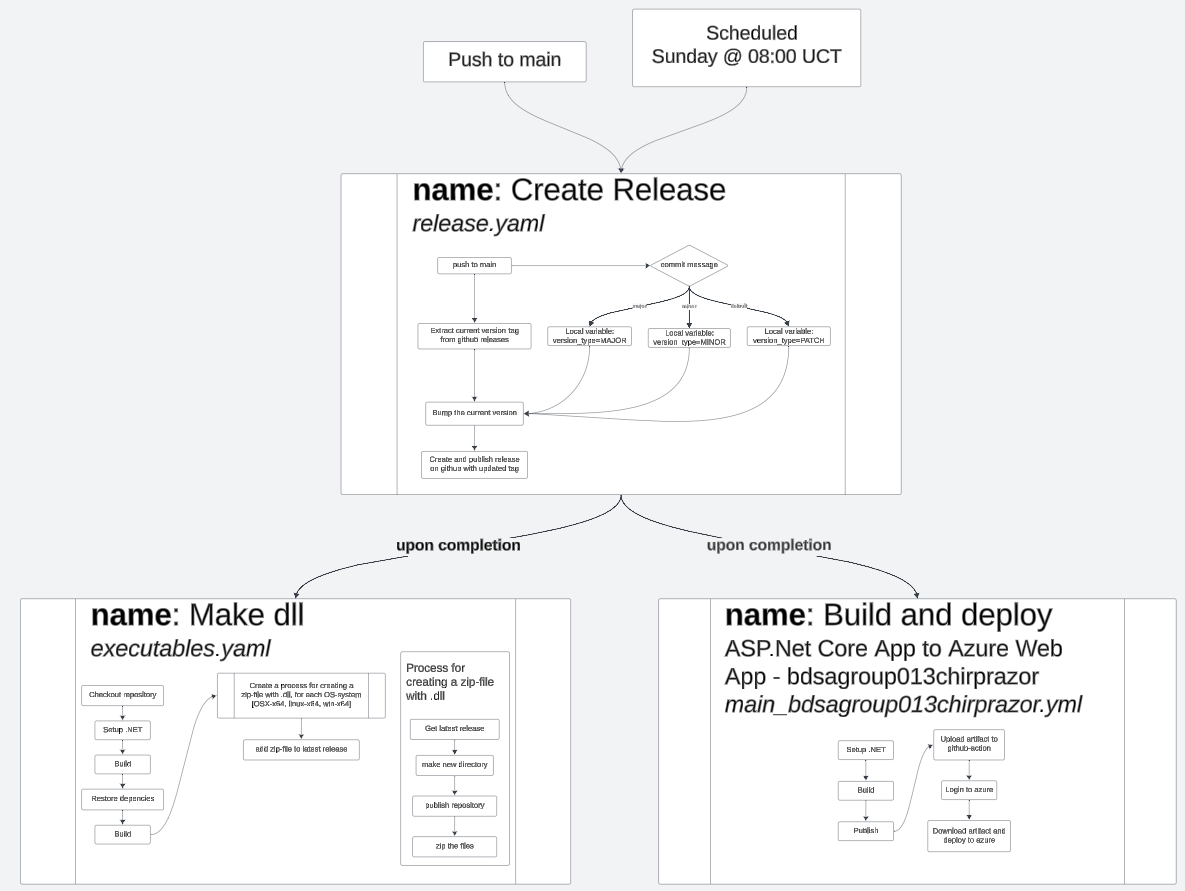 Push to main
Scheduled
Sunday @ 08:00 UCT
name: Create Release
release.yaml
push to main
commit message
major
minor
default
Extract current version tag
from github releases
Local variable:
version_type=MAJOR
Local variable:
version_type=MINOR
Local variable:
version_type=PATCH
Bump the current version
Create and publish release
on github with updated tag
upon completion
upon completion
name: Make dll
executables.yaml
Checkout repository
Setup .NET
Build
Restore depencies
Build
Create a process for creating a
zip-file with .dll, for each OS-system
[OSX-x64, linux-x64, win-x64]
add zip-file to latest release
Process for
creating a zip-file
with .dll
Get latest release
make new directory
publish repository
zip the files
name: Build and deploy
ASP.Net Core App to Azure Web
App - bdsagroup013chirprazor
main_bdsagroup013chirprazor.yml
Setup .NET
Build
Publish
Upload artifact to
github-action
Login to azure
Download artifact and
deploy to azure